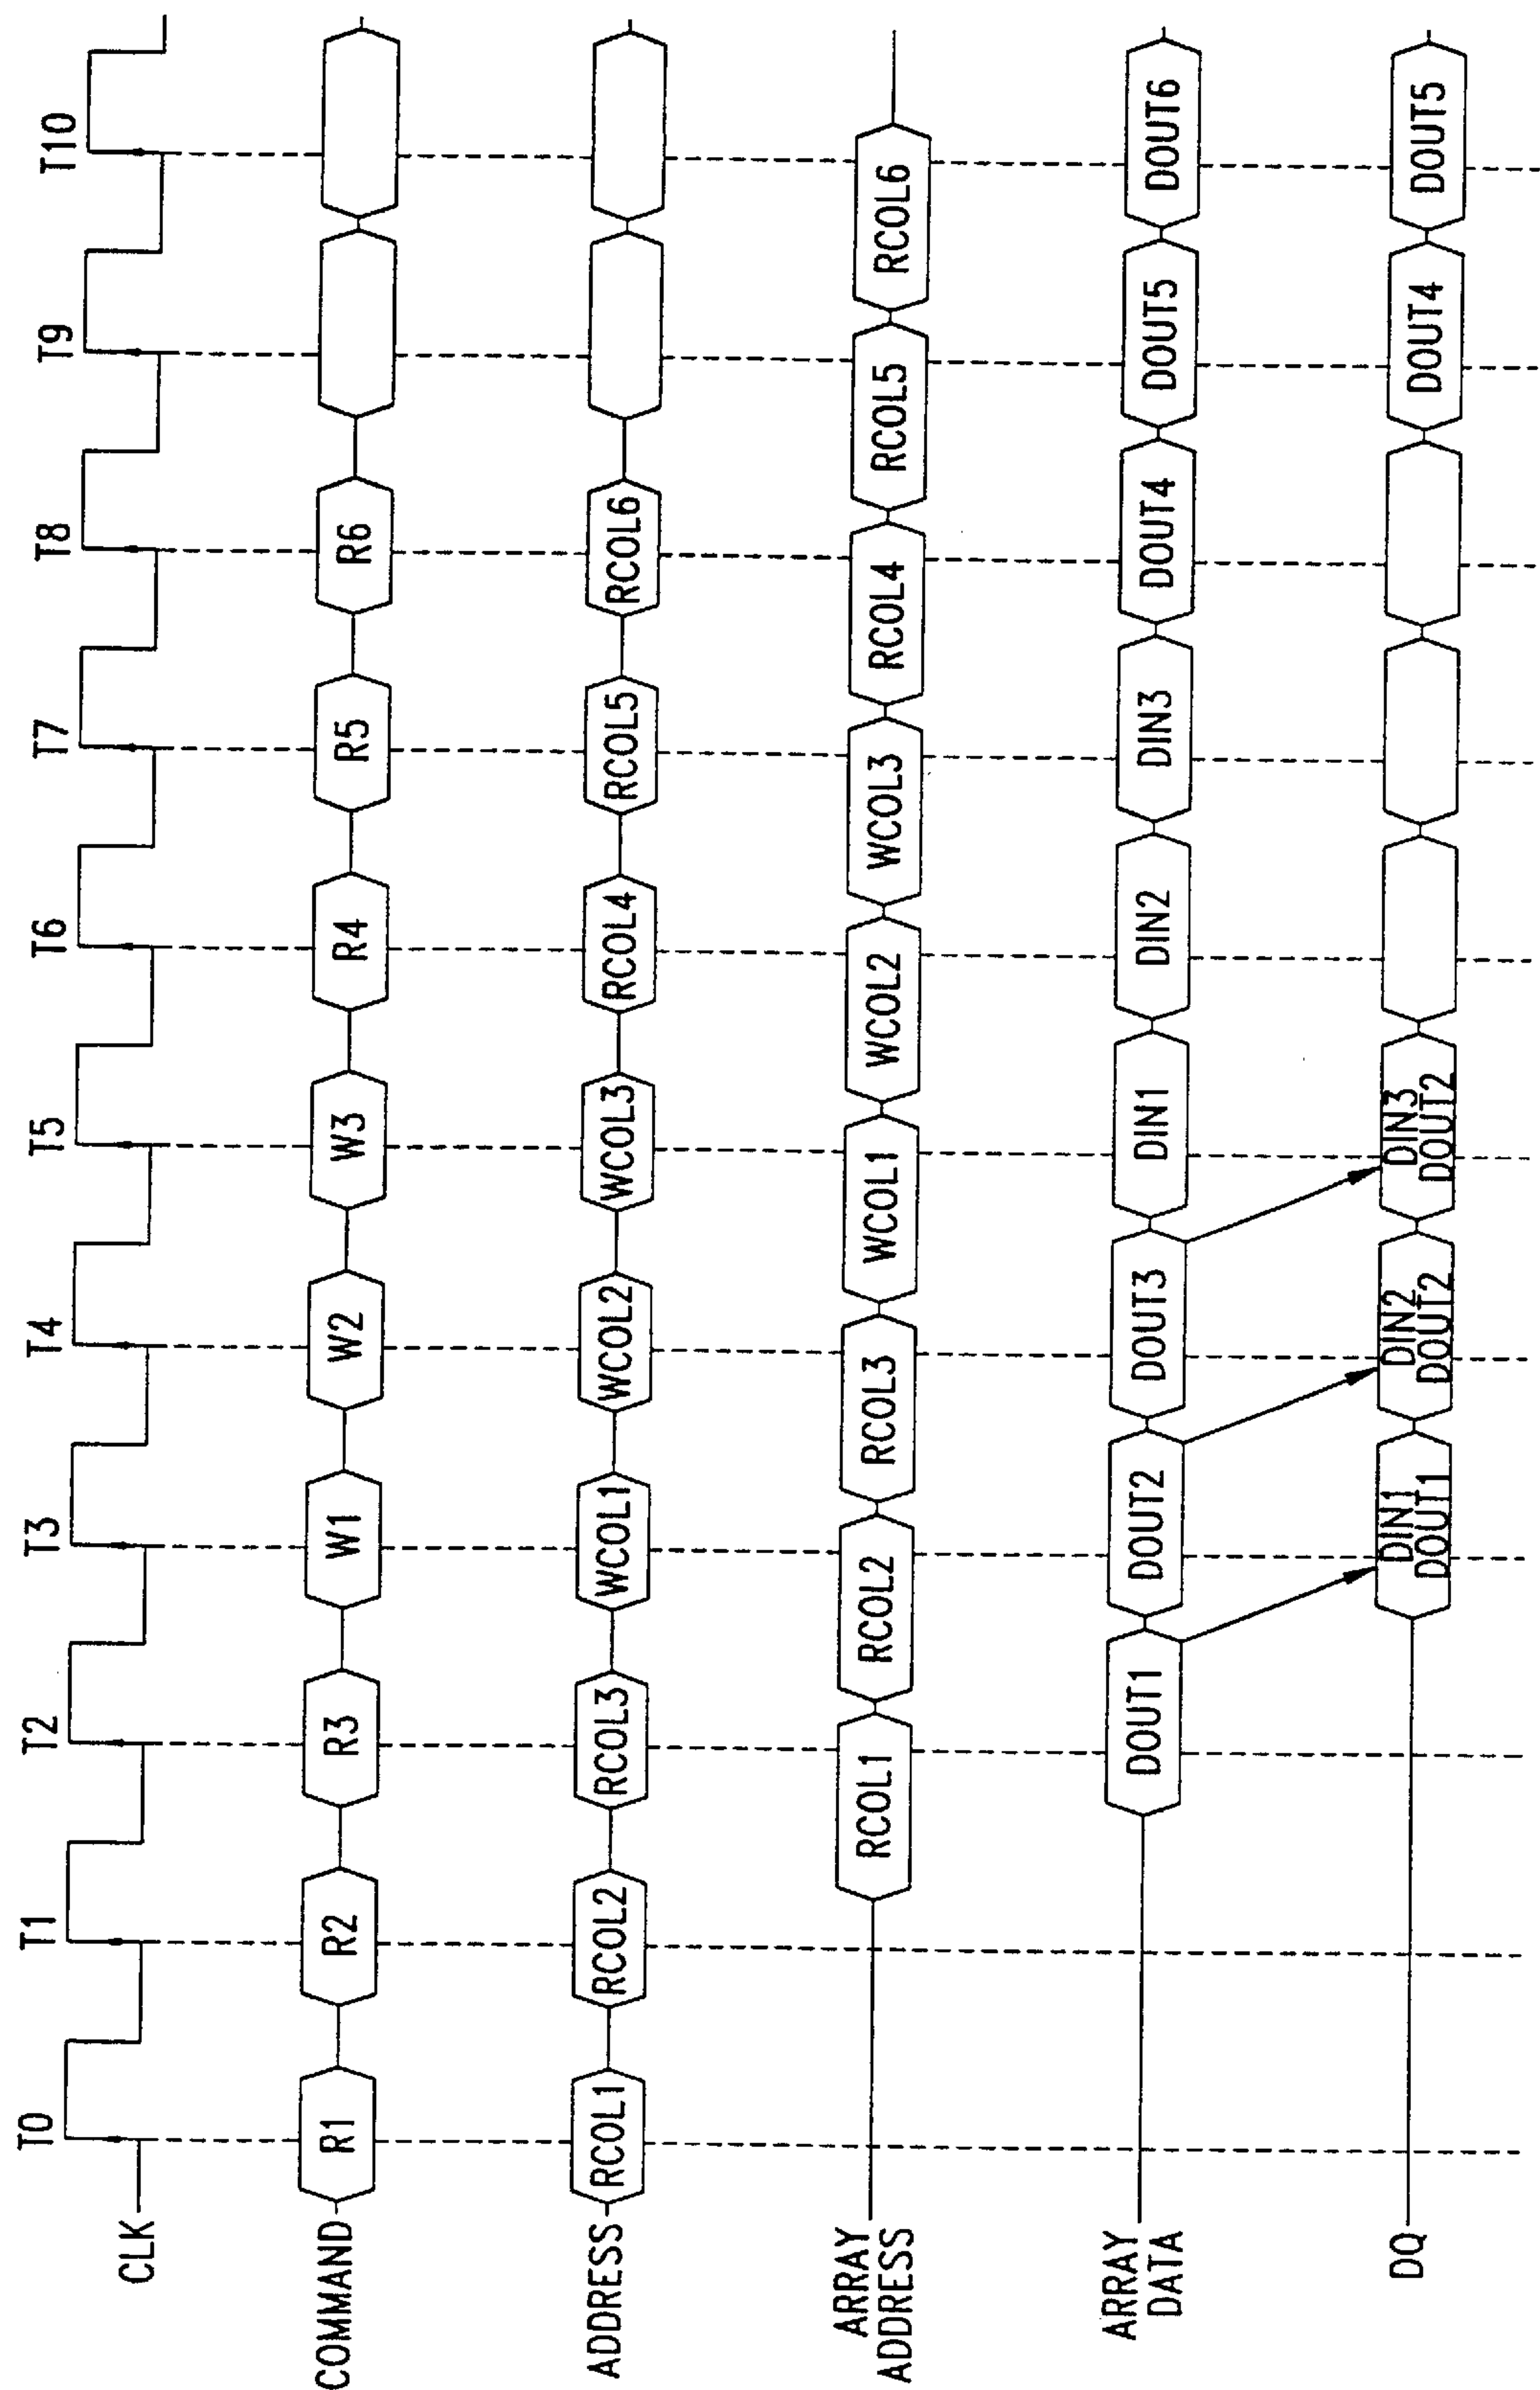 T0 T1 T2 T3 T4 T5 T6 T7 T8 T9 T10
CLK
COMMAND R1 R2 R3 W1 W2 W3 R4 R5 R6
ADDRESS RCOL1 RCOL2 RCOL3 WCOL1 WCOL2 WCOL3 RCOL4 RCOL5 RCOL6
ARRAY
ADDRESS
RCOL1 RCOL2 RCOL3 WCOL1 WCOL2 WCOL3 RCOL4 RCOL5 RCOL6
ARRAY
DATA
DOUT1 DOUT2 DOUT3 DIN1 DIN2 DIN3 DOUT4 DOUT5 DOUT6
DQ
DIN1 DIN2 DIN3
DOUT1 DOUT2 DOUT2
DOUT4 DOUT5